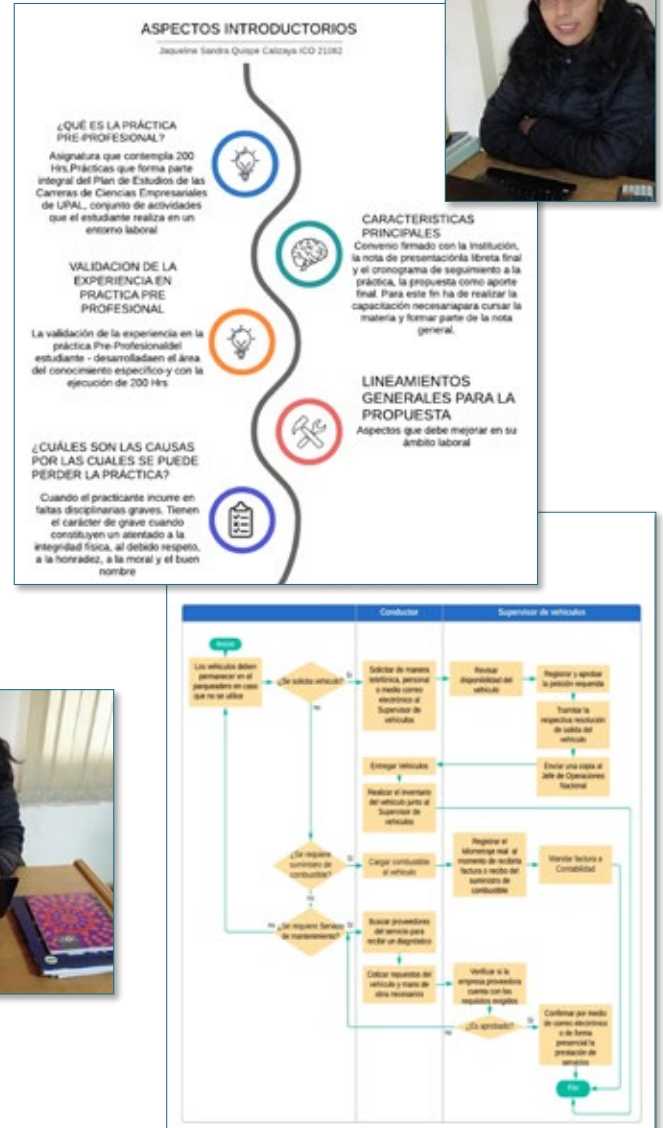 ASPECTOS INTRODUCTORIOS
Jaqueline Sandra Quispe Calizaya ICO 21082
¿QUÉ ES LA PRÁCTICA
PRE-PROFESIONAL?
Asignatura que contempla 200
Hrs.Prácticas que forma parte
integral del Plan de Estudios de las
Carreras de Ciencias Empresariales
de UPAL, conjunto de actividades
que el estudiante realiza en un
entorno laboral
CARACTERISTICAS
PRINCIPALES
Convenio firmado con la Institución,
la nota de presentaciónla libreta final
y el cronograma de seguimiento a la
práctica, la propuesta como aporte
final. Para este fin ha de realizar la
capacitación necesariapara cursar la
materia y formar parte de la nota
general.
VALIDACION DE LA
EXPERIENCIA EN
PRÁCTICA PRE
PROFESIONAL
La validación de la experiencia en la
práctica Pre-Profesionaldel
estudiante - desarrolladaen el área
del conocimiento específico-y con la
ejecución de 200 Hrs
LINEAMIENTOS
GENERALES PARA LA
PROPUESTA
Aspectos que debe mejorar en su
ámbito laboral
¿CUÁLES SON LAS CAUSAS
POR LAS CUALES SE PUEDE
PERDER LA PRÁCTICA?
Cuando el practicante incurre en
faltas disciplinarias graves. Tienen
el carácter de grave cuando
constituyen un atentado a la
integridad física, al debido respeto,
a la honradez, a la moral y el buen
nombre
Conductor
Supervisor de vehículos
Inicio
Los vehículos deben
permanecer en el
parqueadero en caso
que no se utilice
¿Se solicita vehículo?
Si
no
Solicitar de manera
telefónica, personal
o medio correo
electrónico al
Supervisor de
vehículos
Revisar
disponibilidad del
vehículo
Registrar y aprobar
la petición requerida
Tramitar la
respectiva resolución
de salida del
vehículo
Enviar una copia al
Jefe de Operaciones
Nacional
Entregar Vehículos
Realizar el inventario
del vehículo junto al
Supervisor de
vehículos
¿Se requiere
suministro de
combustible?
Si
no
Cargar combustible
al vehículo
Registrar el
kilometraje real al
momento de recibirla
factura o recibo del
suministro de
combustible
Mandar factura a
Contabilidad
¿Se requiere Servicio
de mantenimiento?
Si
no
Buscar proveedores
del servicio para
recibir un diagnóstico
Cotizar repuestos del
vehículo y mano de
obra necesarios
Verificar si la
empresa proveedora
cuenta con los
requisitos exigidos
¿Es aprobado?
Si
no
Confirmar por medio
de correo electrónico
o de forma
presencial la
prestación de
servicios
Fin